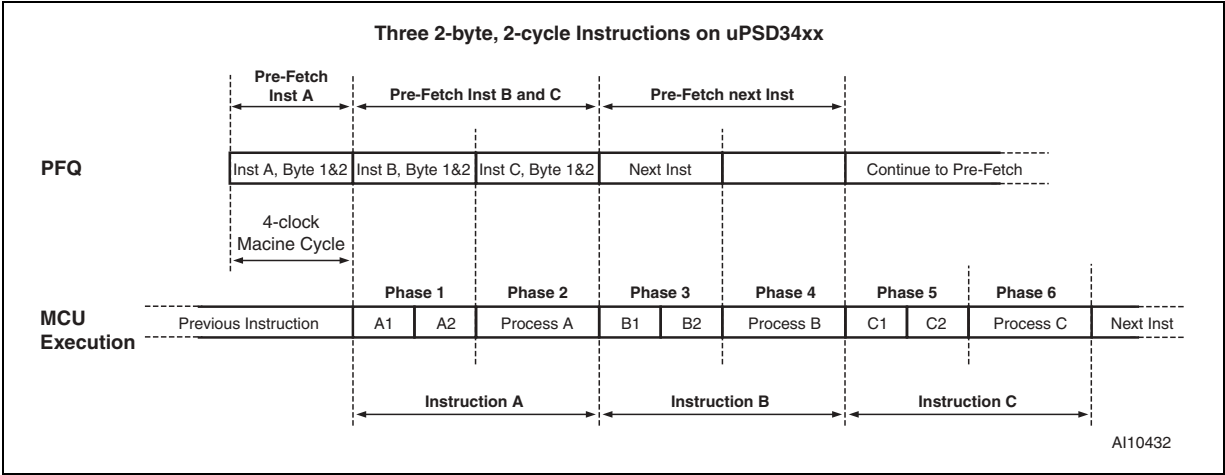 Three 2-byte, 2-cycle Instructions on uPSD34xx
Pre-Fetch
Inst A
Pre-Fetch Inst B and C
Pre-Fetch next Inst
PFQ
Inst A, Byte 1&2
Inst B, Byte 1&2
Inst C, Byte 1&2
Next Inst
Continue to Pre-Fetch
4-clock
Macine Cycle
Phase 1
Phase 2
Phase 3
Phase 4
Phase 5
Phase 6
MCU
Execution
Previous Instruction
A1
A2
Process A
B1
B2
Process B
C1
C2
Process C
Next Inst
Instruction A
Instruction B
Instruction C
AI10432